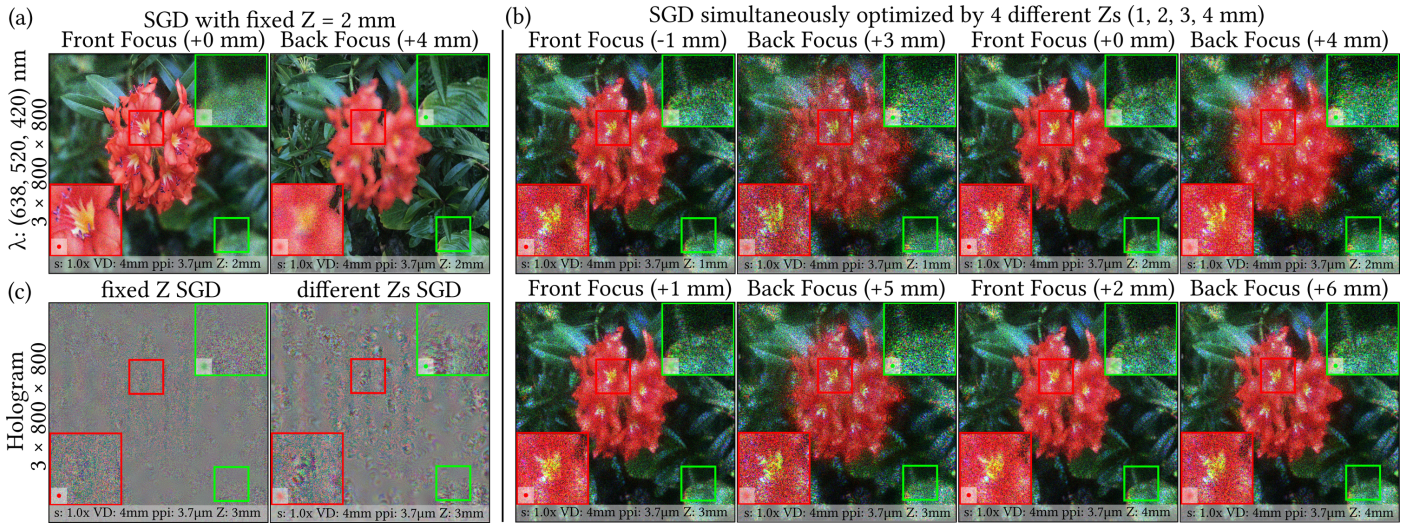 (a)
SGD with fixed Z = 2 mm
Front Focus (+0 mm) Back Focus (+4 mm)
λ: (638, 520, 420) nm
3 × 800 × 800
s: 1.0x VD: 4mm ppi: 3.7μm Z: 2mm
s: 1.0x VD: 4mm ppi: 3.7μm Z: 2mm
(b)
SGD simultaneously optimized by 4 different Zs (1, 2, 3, 4 mm)
Front Focus (-1 mm) Back Focus (+3 mm) Front Focus (+0 mm) Back Focus (+4 mm)
s: 1.0x VD: 4mm ppi: 3.7μm Z: 1mm
s: 1.0x VD: 4mm ppi: 3.7μm Z: 1mm
s: 1.0x VD: 4mm ppi: 3.7μm Z: 2mm
s: 1.0x VD: 4mm ppi: 3.7μm Z: 2mm
Front Focus (+1 mm) Back Focus (+5 mm) Front Focus (+2 mm) Back Focus (+6 mm)
s: 1.0x VD: 4mm ppi: 3.7μm Z: 3mm
s: 1.0x VD: 4mm ppi: 3.7μm Z: 3mm
s: 1.0x VD: 4mm ppi: 3.7μm Z: 4mm
s: 1.0x VD: 4mm ppi: 3.7μm Z: 4mm
(c)
fixed Z SGD different Zs SGD
Hologram
3 × 800 × 800
s: 1.0x VD: 4mm ppi: 3.7μm Z: 3mm
s: 1.0x VD: 4mm ppi: 3.7μm Z: 3mm